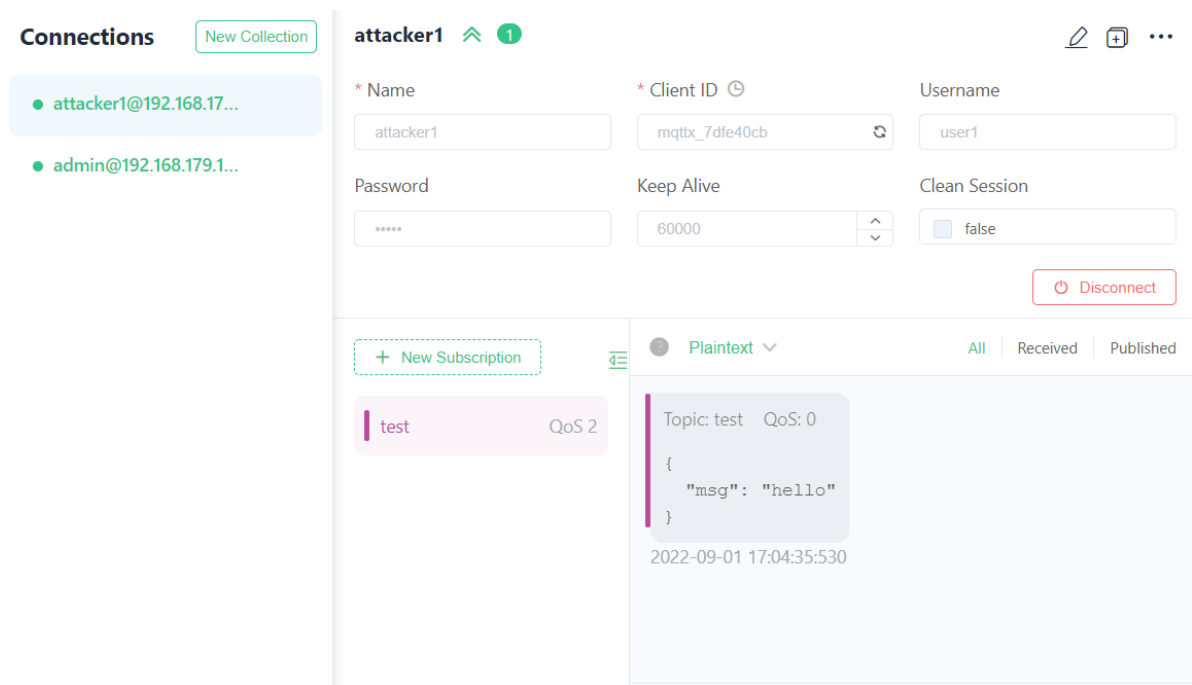 Connections
New Collection
attacker1@192.168.17...
admin@192.168.179.1...
attacker1 1
* Name
* Client ID
Username
attacker1
mqttx_7dfe40cb
user1
Password
Keep Alive
Clean Session
•••••
60000
false
Disconnect
+ New Subscription
test QoS 2
? Plaintext
All
Received
Published
Topic: test QoS: 0
{
"msg": "hello"
}
2022-09-01 17:04:35:530